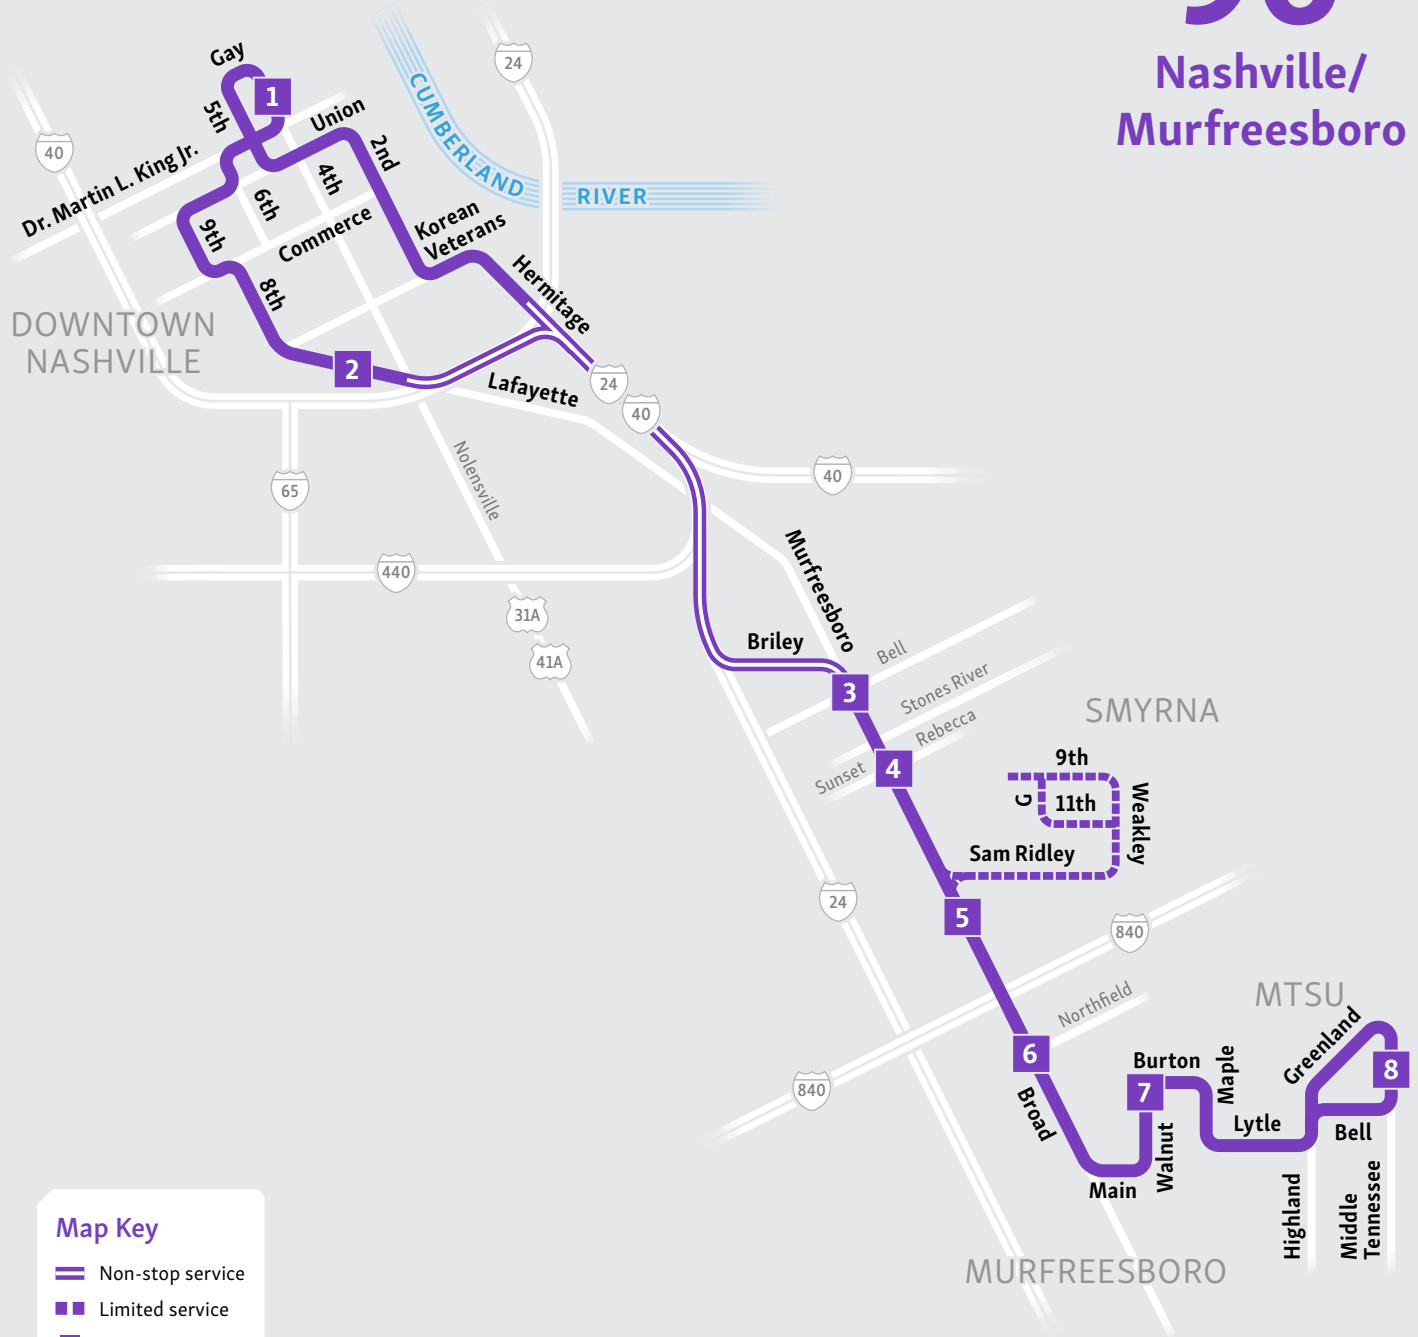 Nashville/
Murfreesboro
Gay
1
24
5th
Union
CUMBERLAND
RIVER
40
2nd
Dr. Martin L. King Jr.
4th
6th
9th
Commerce
Korean
Veterans
8th
Hermitage
DOWNTOWN
NASHVILLE
2
24
Lafayette
40
Nolensville
40
65
440
Murfreesboro
31A
Briley
Bell
41A
3
Stones River
SMYRNA
Rebecca
4
Sunset
9th
G
11th
Weakley
Sam Ridley
24
5
840
MTSU
Northfield
Greenland
6
Burton
Maple
8
840
7
Broad
Lytle
Bell
Walnut
Main
Highland
Middle
Tennessee
MURFREESBORO
Map Key
Non-stop service
Limited service